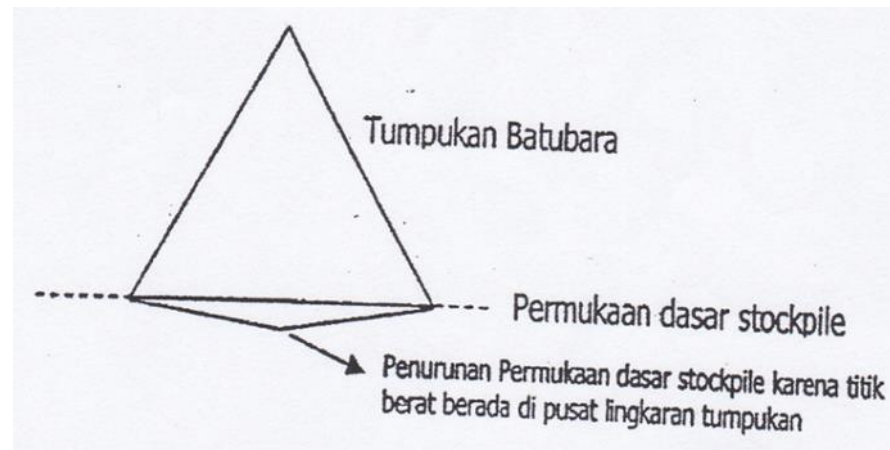 Tumpukan Batubara
Permukaan dasar stockpile
Penurunan Permukaan dasar stockpile karena titik
berat berada di pusat lingkaran tumpukan